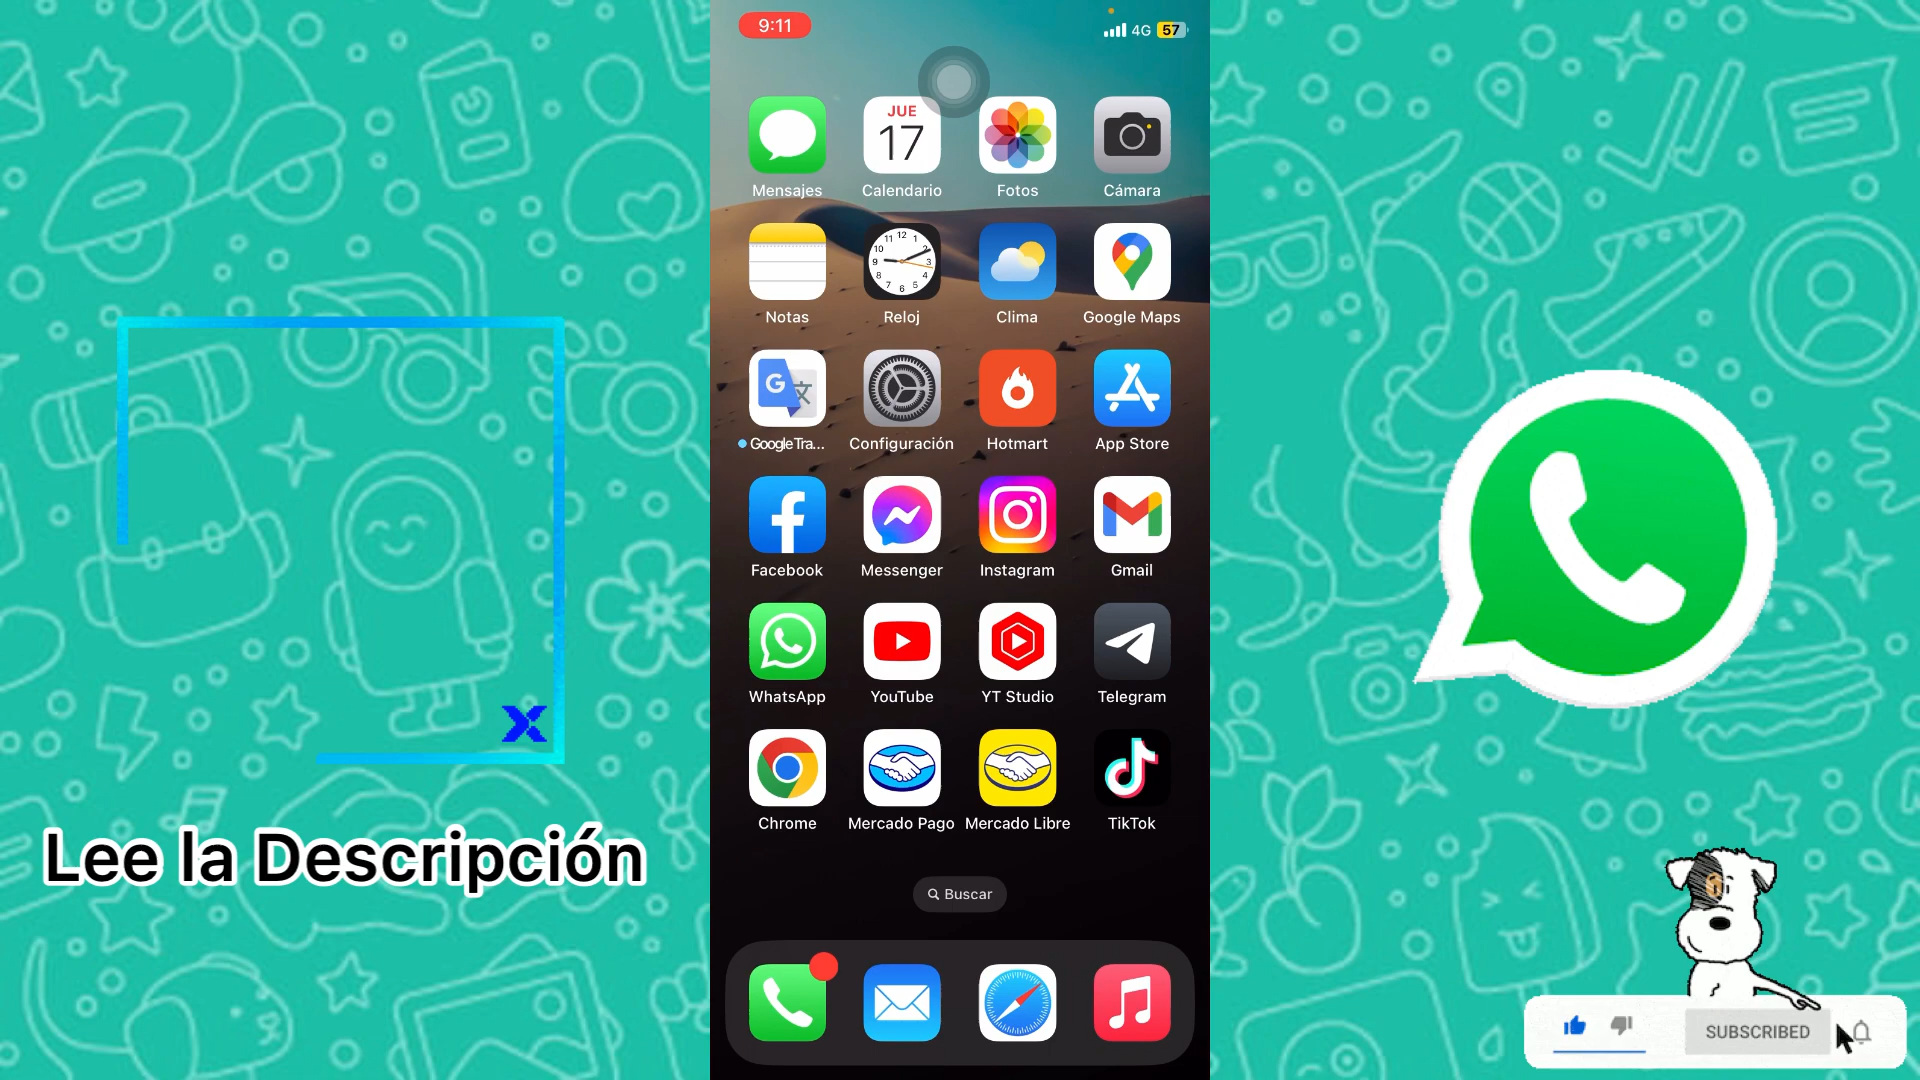 9:11
4G 57
JUE
17
Mensajes
Calendario
Fotos
Cámara
Notas
Reloj
Clima
Google Maps
Google Tra...
Configuración
Hotmart
App Store
Facebook
Messenger
Instagram
Gmail
WhatsApp
YouTube
YT Studio
Telegram
Chrome
Mercado Pago
Mercado Libre
TikTok
Buscar
Lee la Descripción
SUBSCRIBED